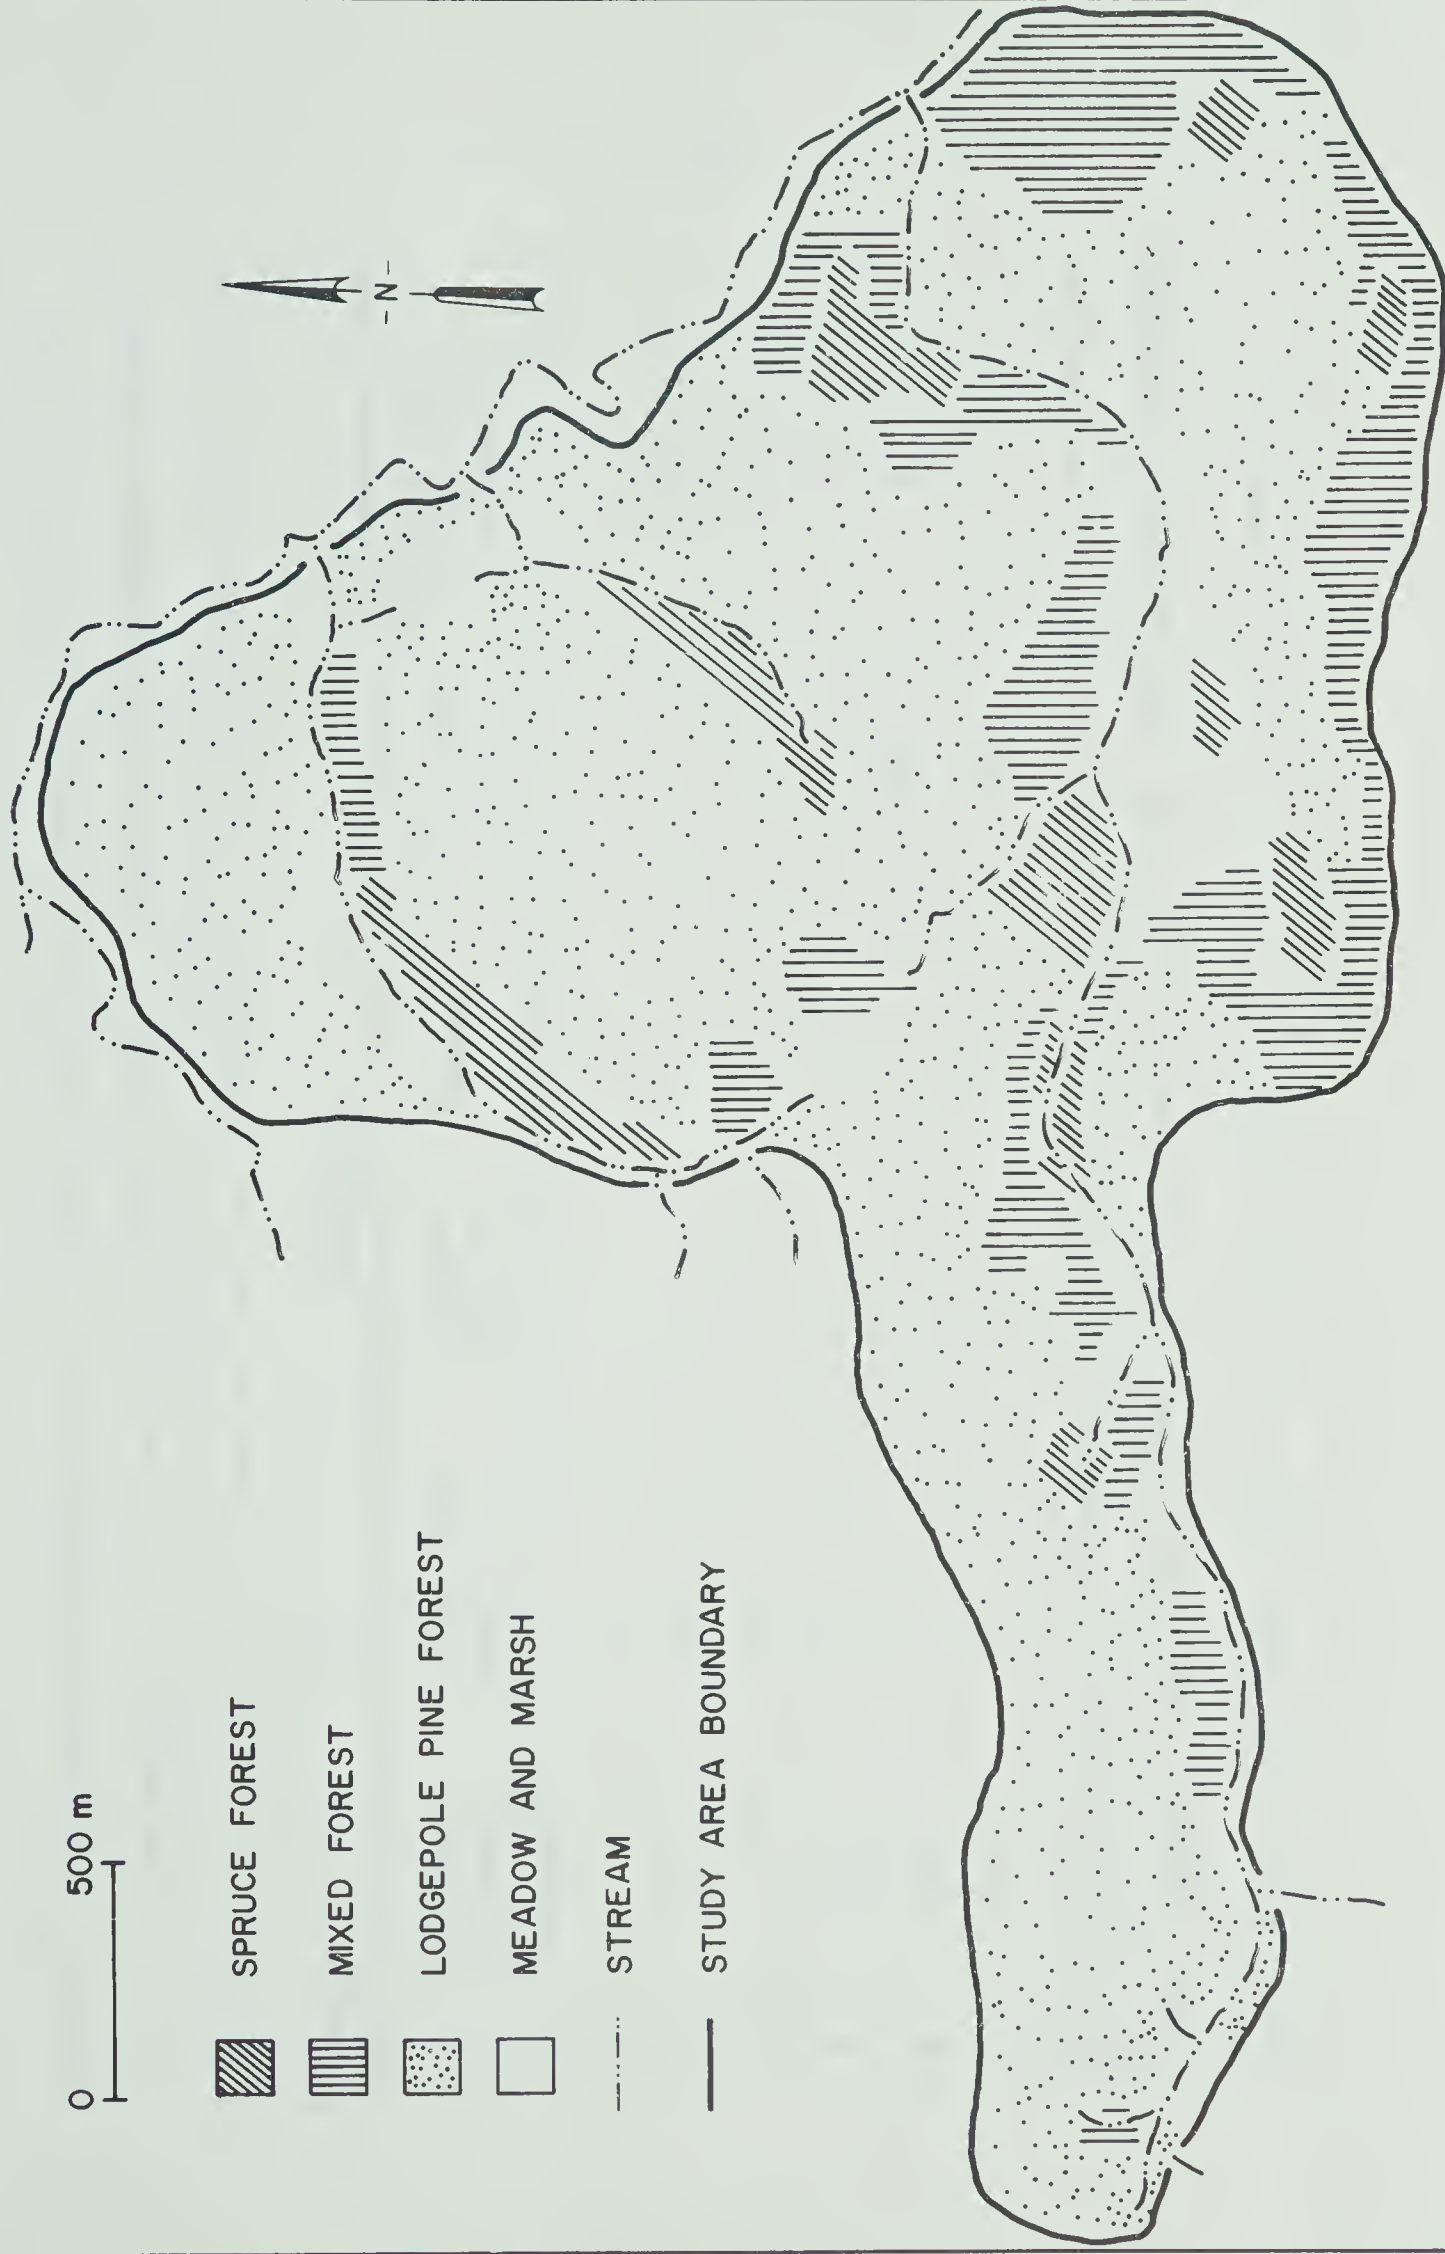 0 500 m
SPRUCE FOREST
MIXED FOREST
LODGEPOLE PINE FOREST
MEADOW AND MARSH
STREAM
STUDY AREA BOUNDARY
N